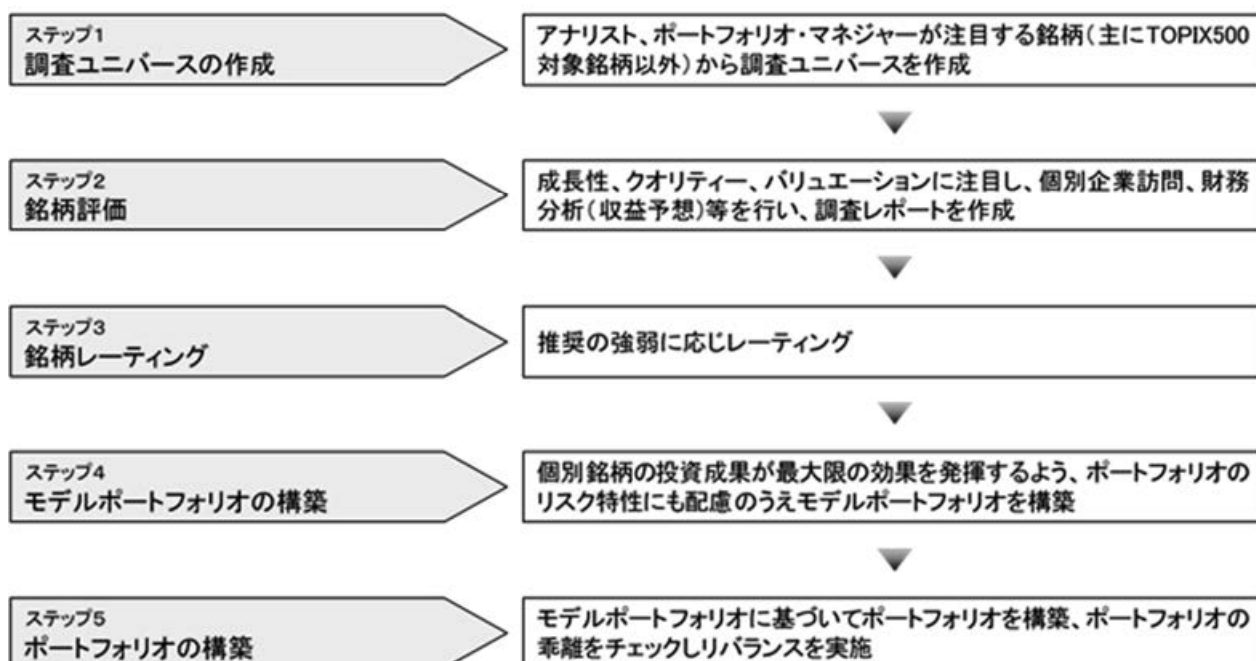 ステップ1
調査ユニバースの作成
アナリスト、ポートフォリオ・マネジャーが注目する銘柄(主にTOPIX500
対象銘柄以外)から調査ユニバースを作成
ステップ2
銘柄評価
成長性、クオリティー、バリュエーションに注目し、個別企業訪問、財務
分析(収益予想)等を行い、調査レポートを作成
ステップ3
銘柄レーティング
推奨の強弱に応じレーティング
ステップ4
モデルポートフォリオの構築
個別銘柄の投資成果が最大限の効果を発揮するよう、ポートフォリオの
リスク特性にも配慮のうえモデルポートフォリオを構築
ステップ5
ポートフォリオの構築
モデルポートフォリオに基づいてポートフォリオを構築、ポートフォリオの
乖離をチェックしリバランスを実施